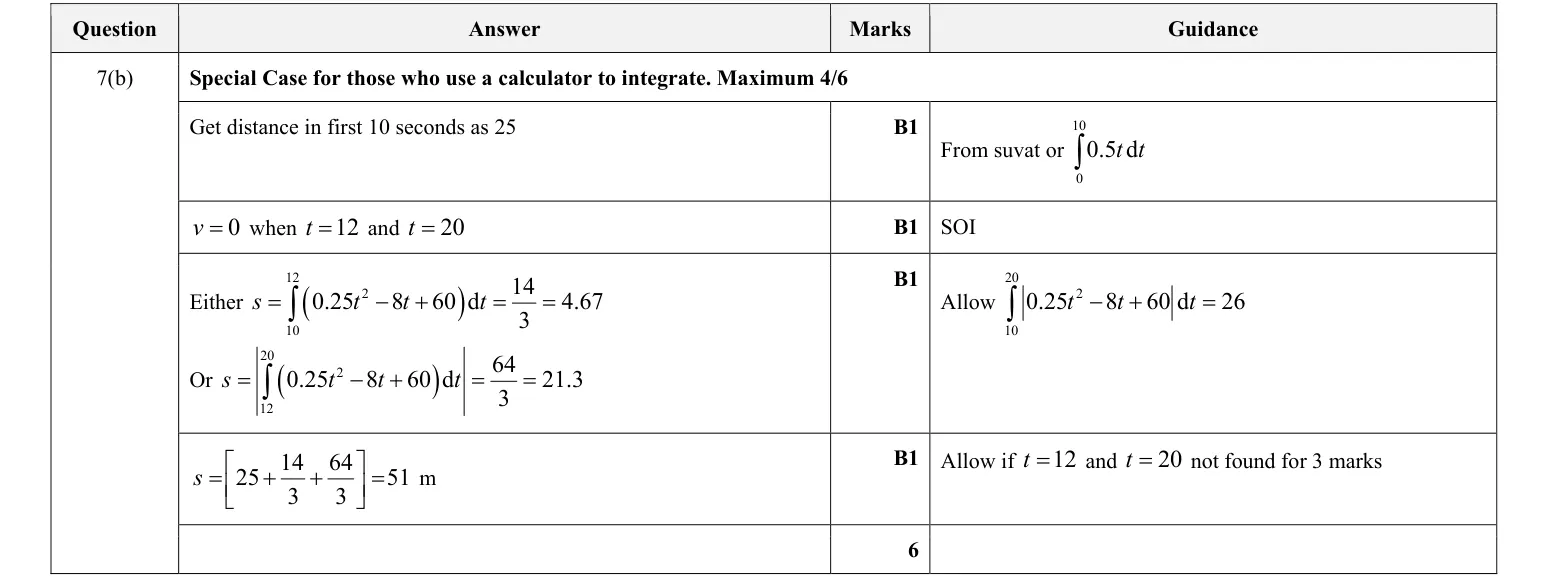 Question Answer Marks Guidance
7(b) Special Case for those who use a calculator to integrate. Maximum 4/6
Get distance in first 10 seconds as 25 B1 From suvat or ∫₀¹⁰ 0.5t dt
v = 0 when t = 12 and t = 20 B1 SOI
Either s = ∫₁₀¹² (0.25t² − 8t + 60) dt = 14/3 = 4.67 B1 Allow ∫₁₀²⁰ |0.25t² − 8t + 60| dt = 26
Or s = |∫₁₂²⁰ (0.25t² − 8t + 60) dt| = 64/3 = 21.3
s = [25 + 14/3 + 64/3] = 51 m B1 Allow if t = 12 and t = 20 not found for 3 marks
6